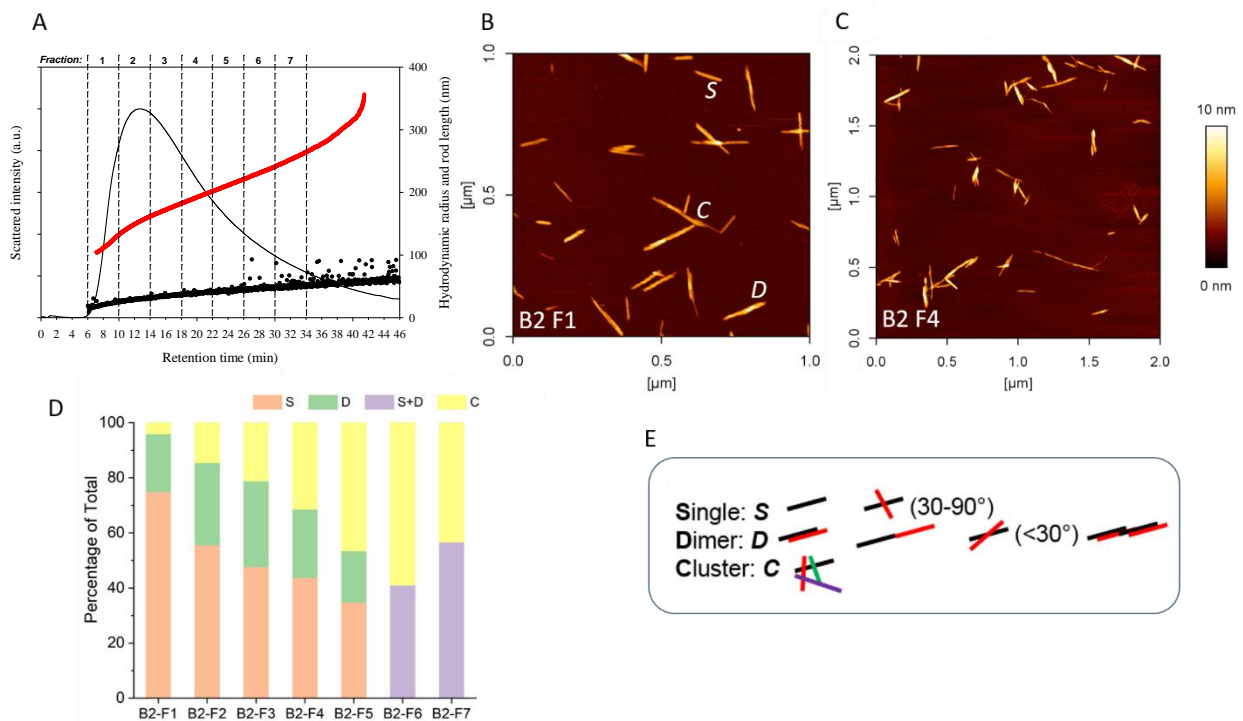 A
Fraction: 1 2 3 4 5 6 7
400
300
200
100
0
Scattered intensity (a.u.)
Hydrodynamic radius and rod length (nm)
0 2 4 6 8 10 12 14 16 18 20 22 24 26 28 30 32 34 36 38 40 42 44 46
Retention time (min)
B
1.0
0.5
0.0
[µm]
S
C
D
B2 F1
0.0 0.5 1.0
[µm]
C
2.0
1.5
1.0
0.5
0.0
[µm]
B2 F4
0.0 0.5 1.0 1.5 2.0
[µm]
10 nm
0 nm
D
S D S+D C
100
80
60
40
20
0
Percentage of Total
B2-F1 B2-F2 B2-F3 B2-F4 B2-F5 B2-F6 B2-F7
E
Single: S (30-90°)
Dimer: D (<30°)
Cluster: C